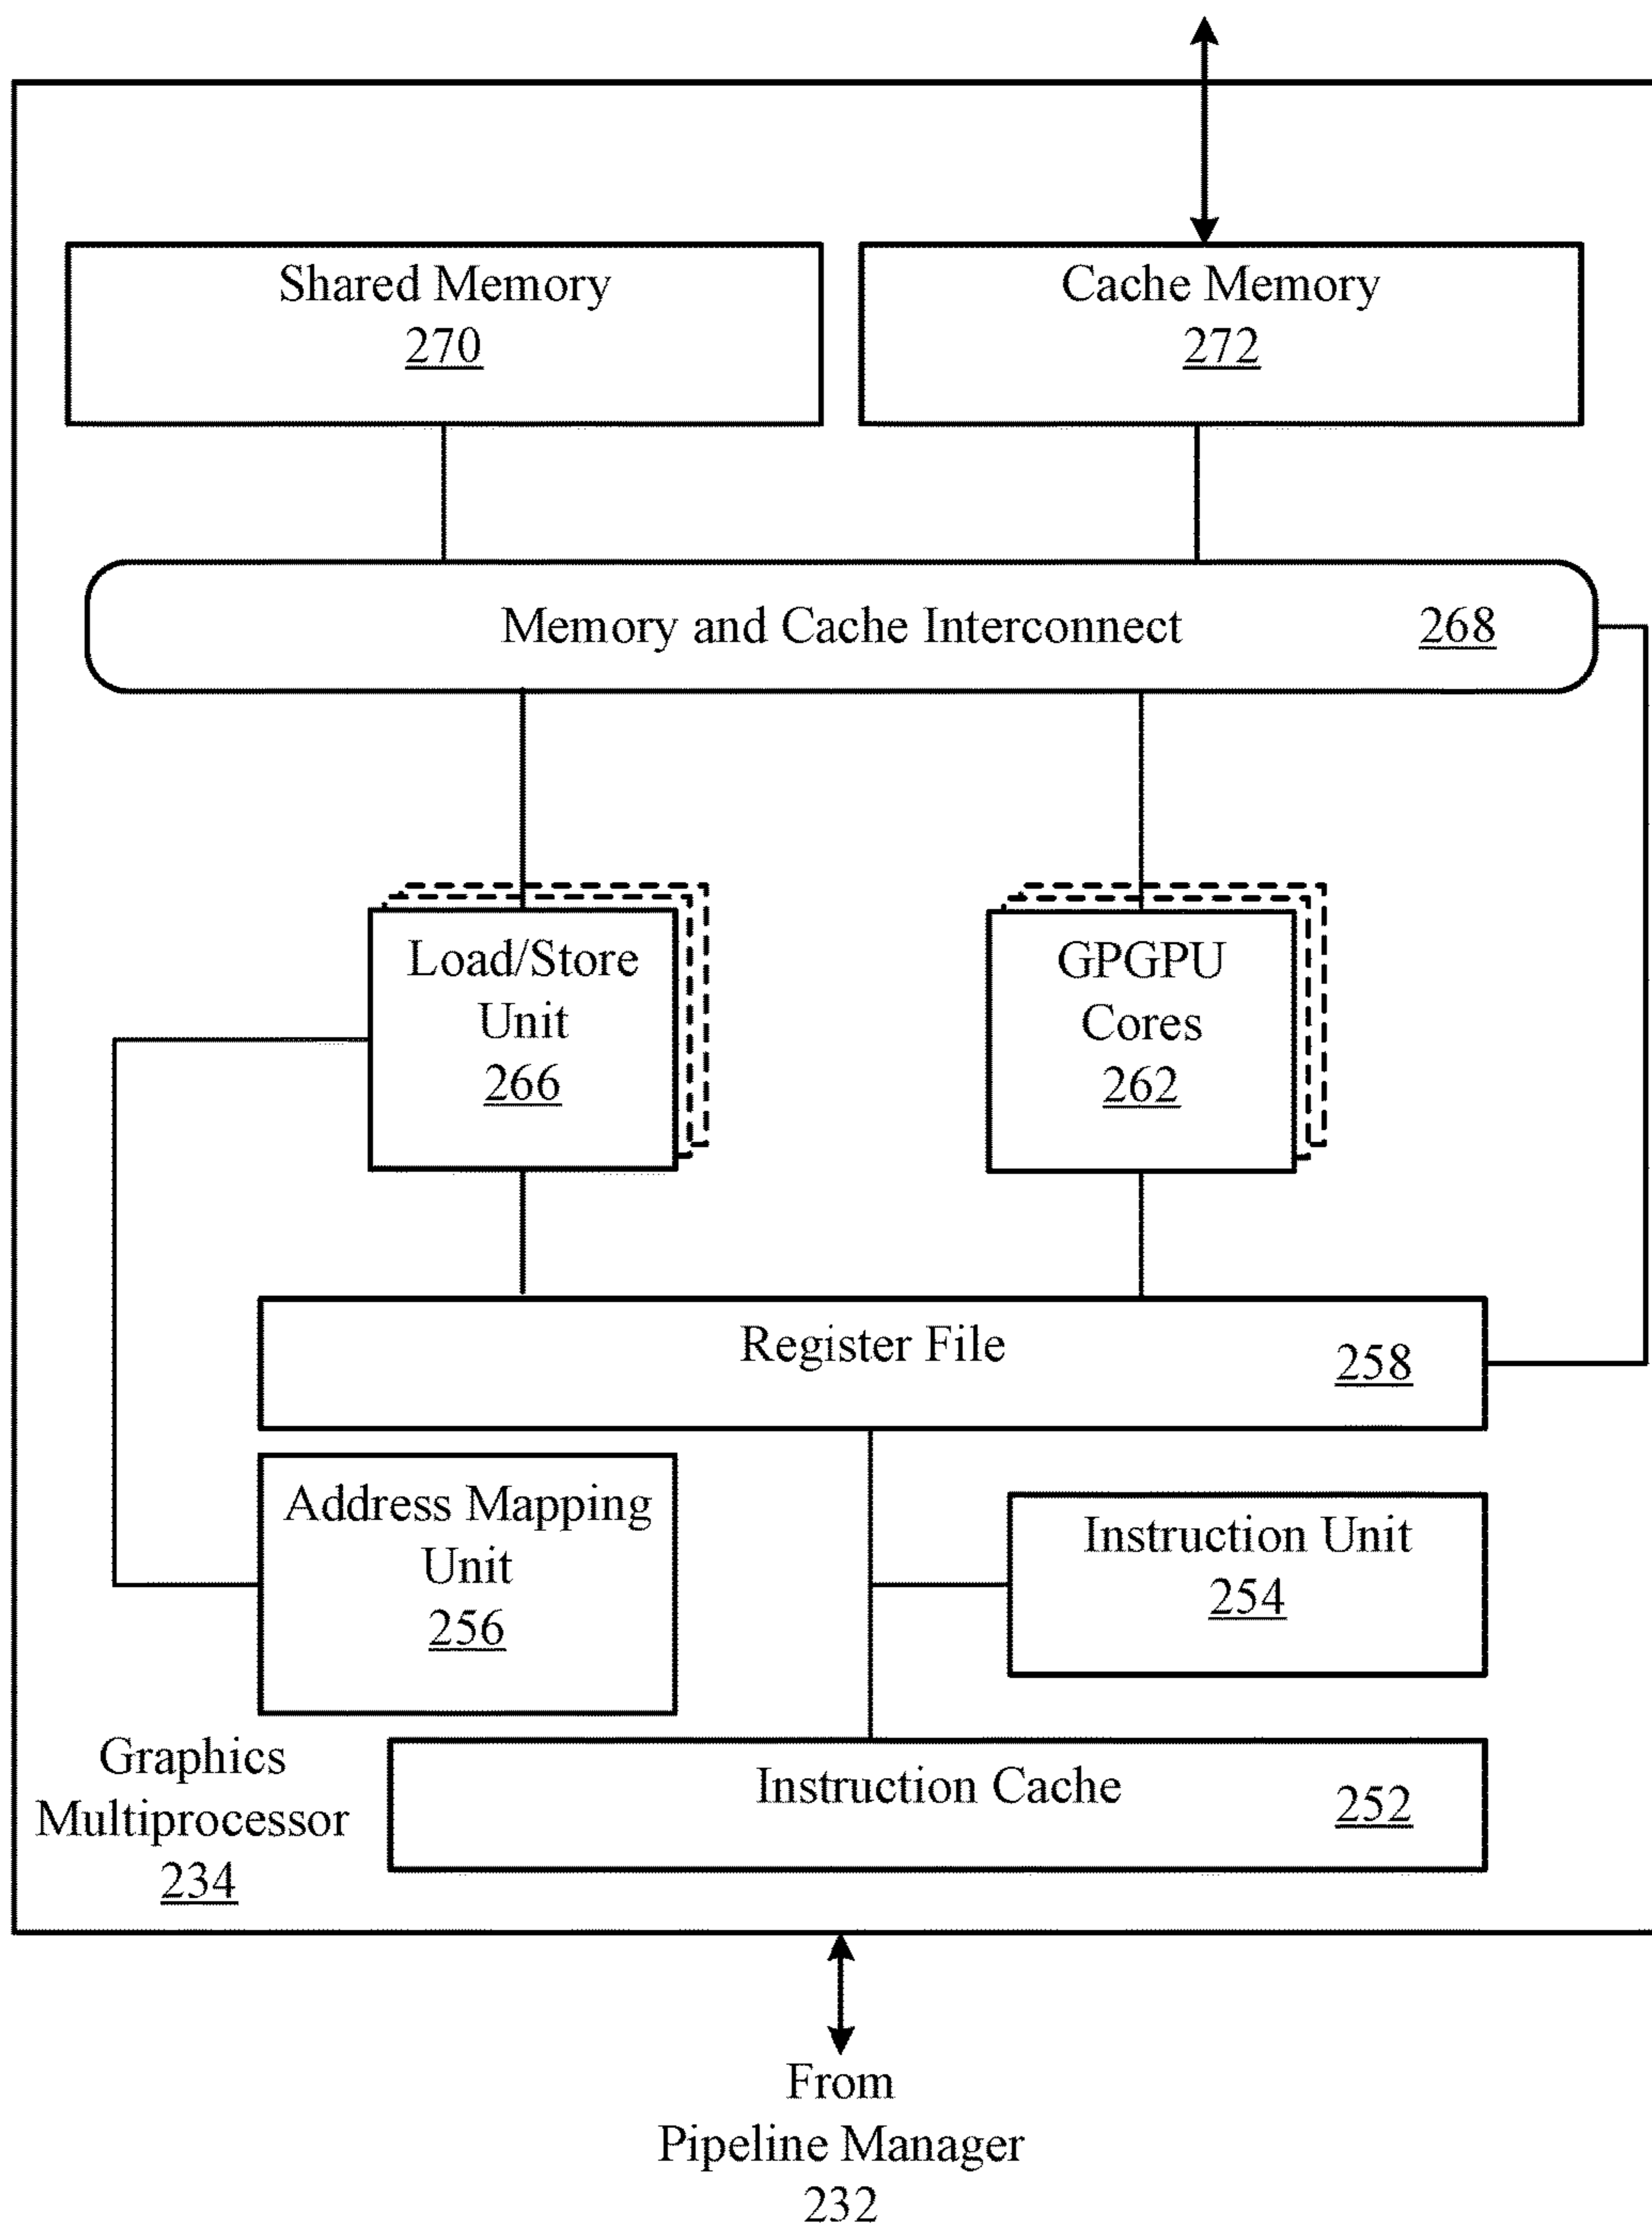 Shared Memory
270
Cache Memory
272
Memory and Cache Interconnect 268
Load/Store
Unit
266
GPGPU
Cores
262
Register File 258
Address Mapping
Unit
256
Instruction Unit
254
Graphics
Multiprocessor
234
Instruction Cache 252
From
Pipeline Manager
232